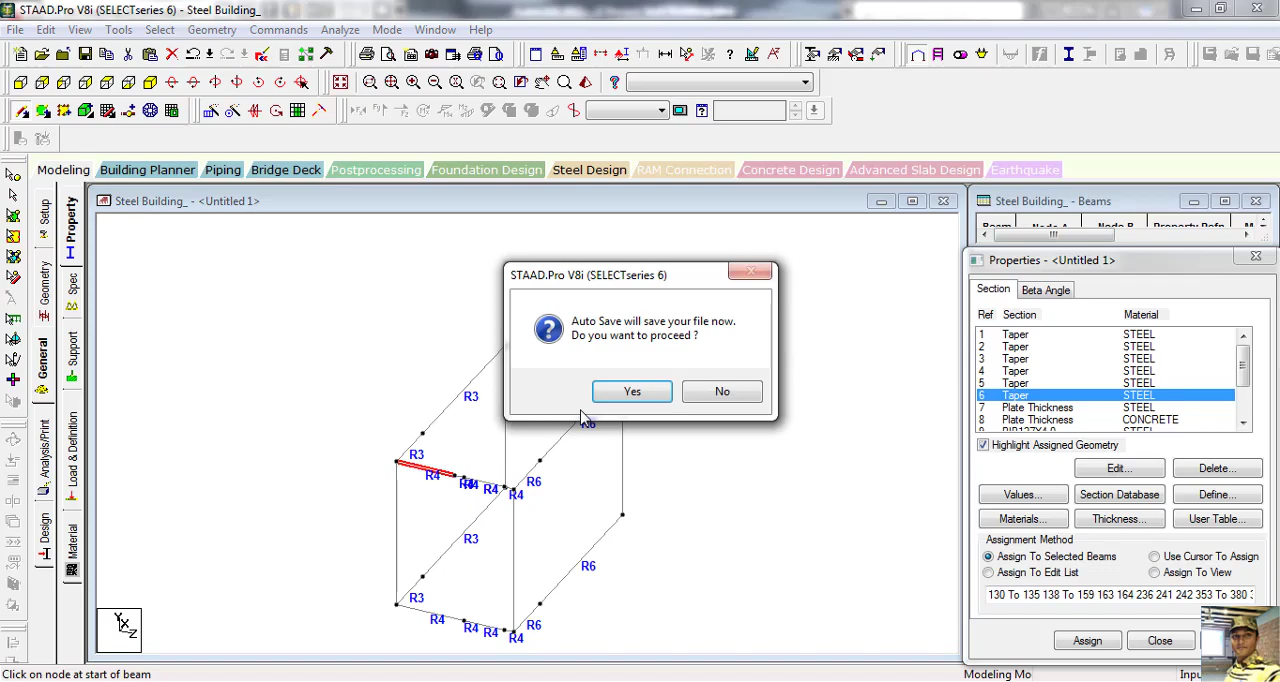 STAAD.Pro V8i (SELECTseries 6) - Steel Building_
File Edit View Tools Select Geometry Commands Analyze Mode Window Help
Modeling Building Planner Piping Bridge Deck Postprocessing Foundation Design Steel Design RAM Connection Concrete Design Advanced Slab Design Earthquake
Steel Building_ - <Untitled 1>
Steel Building_ - Beams
Beam Node A Node B Property Refn
Setup
Geometry
General
Analysis/Print
Design
Property
Spec
Support
Load & Definition
Material
STAAD.Pro V8i (SELECTseries 6)
Auto Save will save your file now.
Do you want to proceed ?
Yes No
R3
R3
R4
R4
R4
R6
R6
R4
R3
R6
R3
R4
R4
R4
R6
Properties - <Untitled 1>
Section Beta Angle
Ref Section Material
1 Taper STEEL
2 Taper STEEL
3 Taper STEEL
4 Taper STEEL
5 Taper STEEL
6 Taper STEEL
7 Plate Thickness STEEL
8 Plate Thickness CONCRETE
Highlight Assigned Geometry
Edit... Delete...
Values... Section Database Define...
Materials... Thickness... User Table...
Assignment Method
Assign To Selected Beams Use Cursor To Assign
Assign To Edit List Assign To View
130 To 135 138 To 159 163 164 236 241 242 353 To 380
Assign Close
Y X Z
Click on node at start of beam
Modeling Mo
Inpu